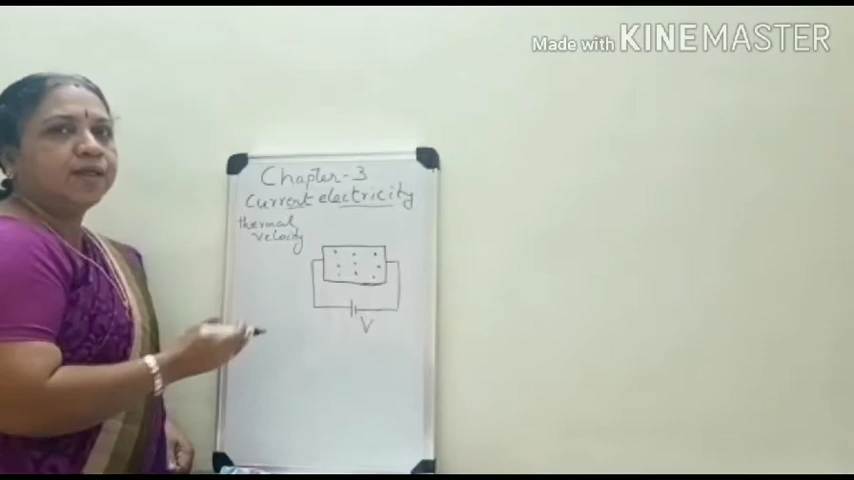 Made with KINEMASTER
Chapter-3
Current electricity
thermal
velocity
V